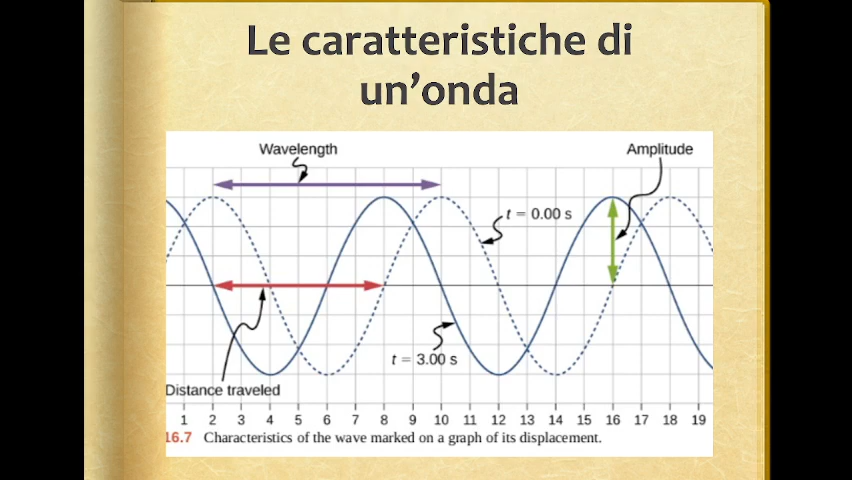 Le caratteristiche di
un’onda
Wavelength
Amplitude
t = 0.00 s
t = 3.00 s
Distance traveled
1 2 3 4 5 6 7 8 9 10 11 12 13 14 15 16 17 18 19
16.7 Characteristics of the wave marked on a graph of its displacement.